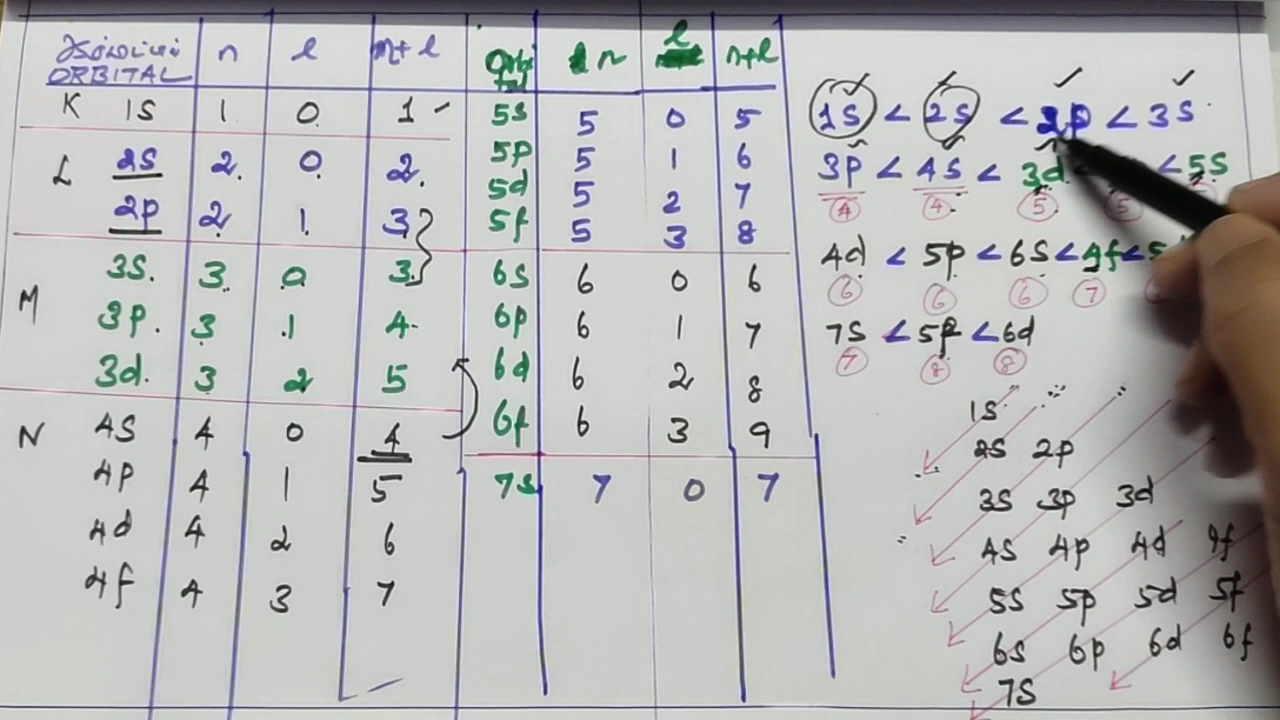 ORBITAL n l n+l
K 1S 1 0 1
L 2S 2 0 2
2p 2 1 3
M 3S 3 0 3
3p 3 1 4
3d 3 2 5
N 4S 4 0 4
4p 4 1 5
4d 4 2 6
4f 4 3 7
n l n+l
5S 5 0 5
5p 5 1 6
5d 5 2 7
5f 5 3 8
6S 6 0 6
6p 6 1 7
6d 6 2 8
6f 6 3 9
7S 7 0 7
1S < 2S < 2p < 3S
3p < 4S < 3d < 5S
4 4 5 5
4d < 5p < 6S < 4f < 5
6 6 6 7
7S < 5f < 6d
7 8 8
1S
2S 2p
3S 3p 3d
4S 4p 4d 4f
5S 5p 5d 5f
6S 6p 6d 6f
7S